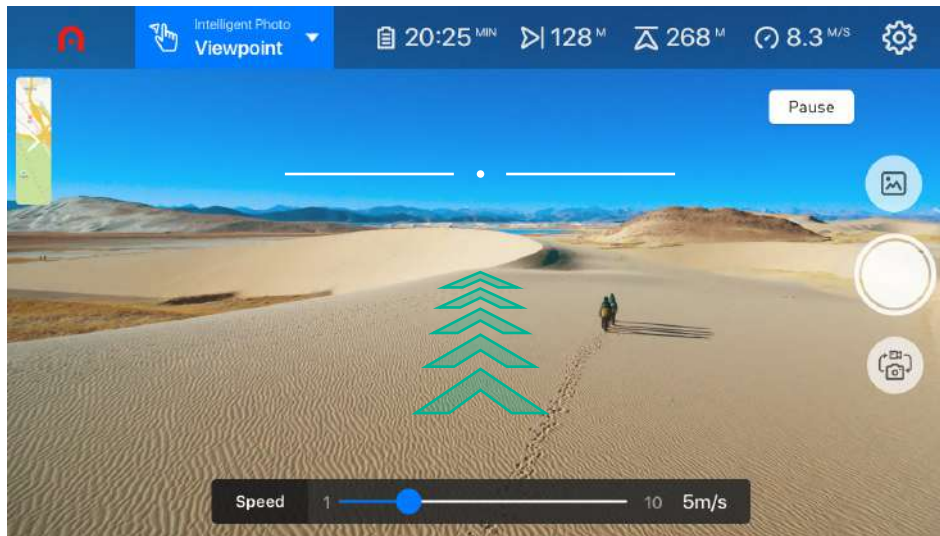 Intelligent Photo
Viewpoint
20:25 MIN
128 M
268 M
8.3 M/S
Pause
Speed
1
10
5m/s